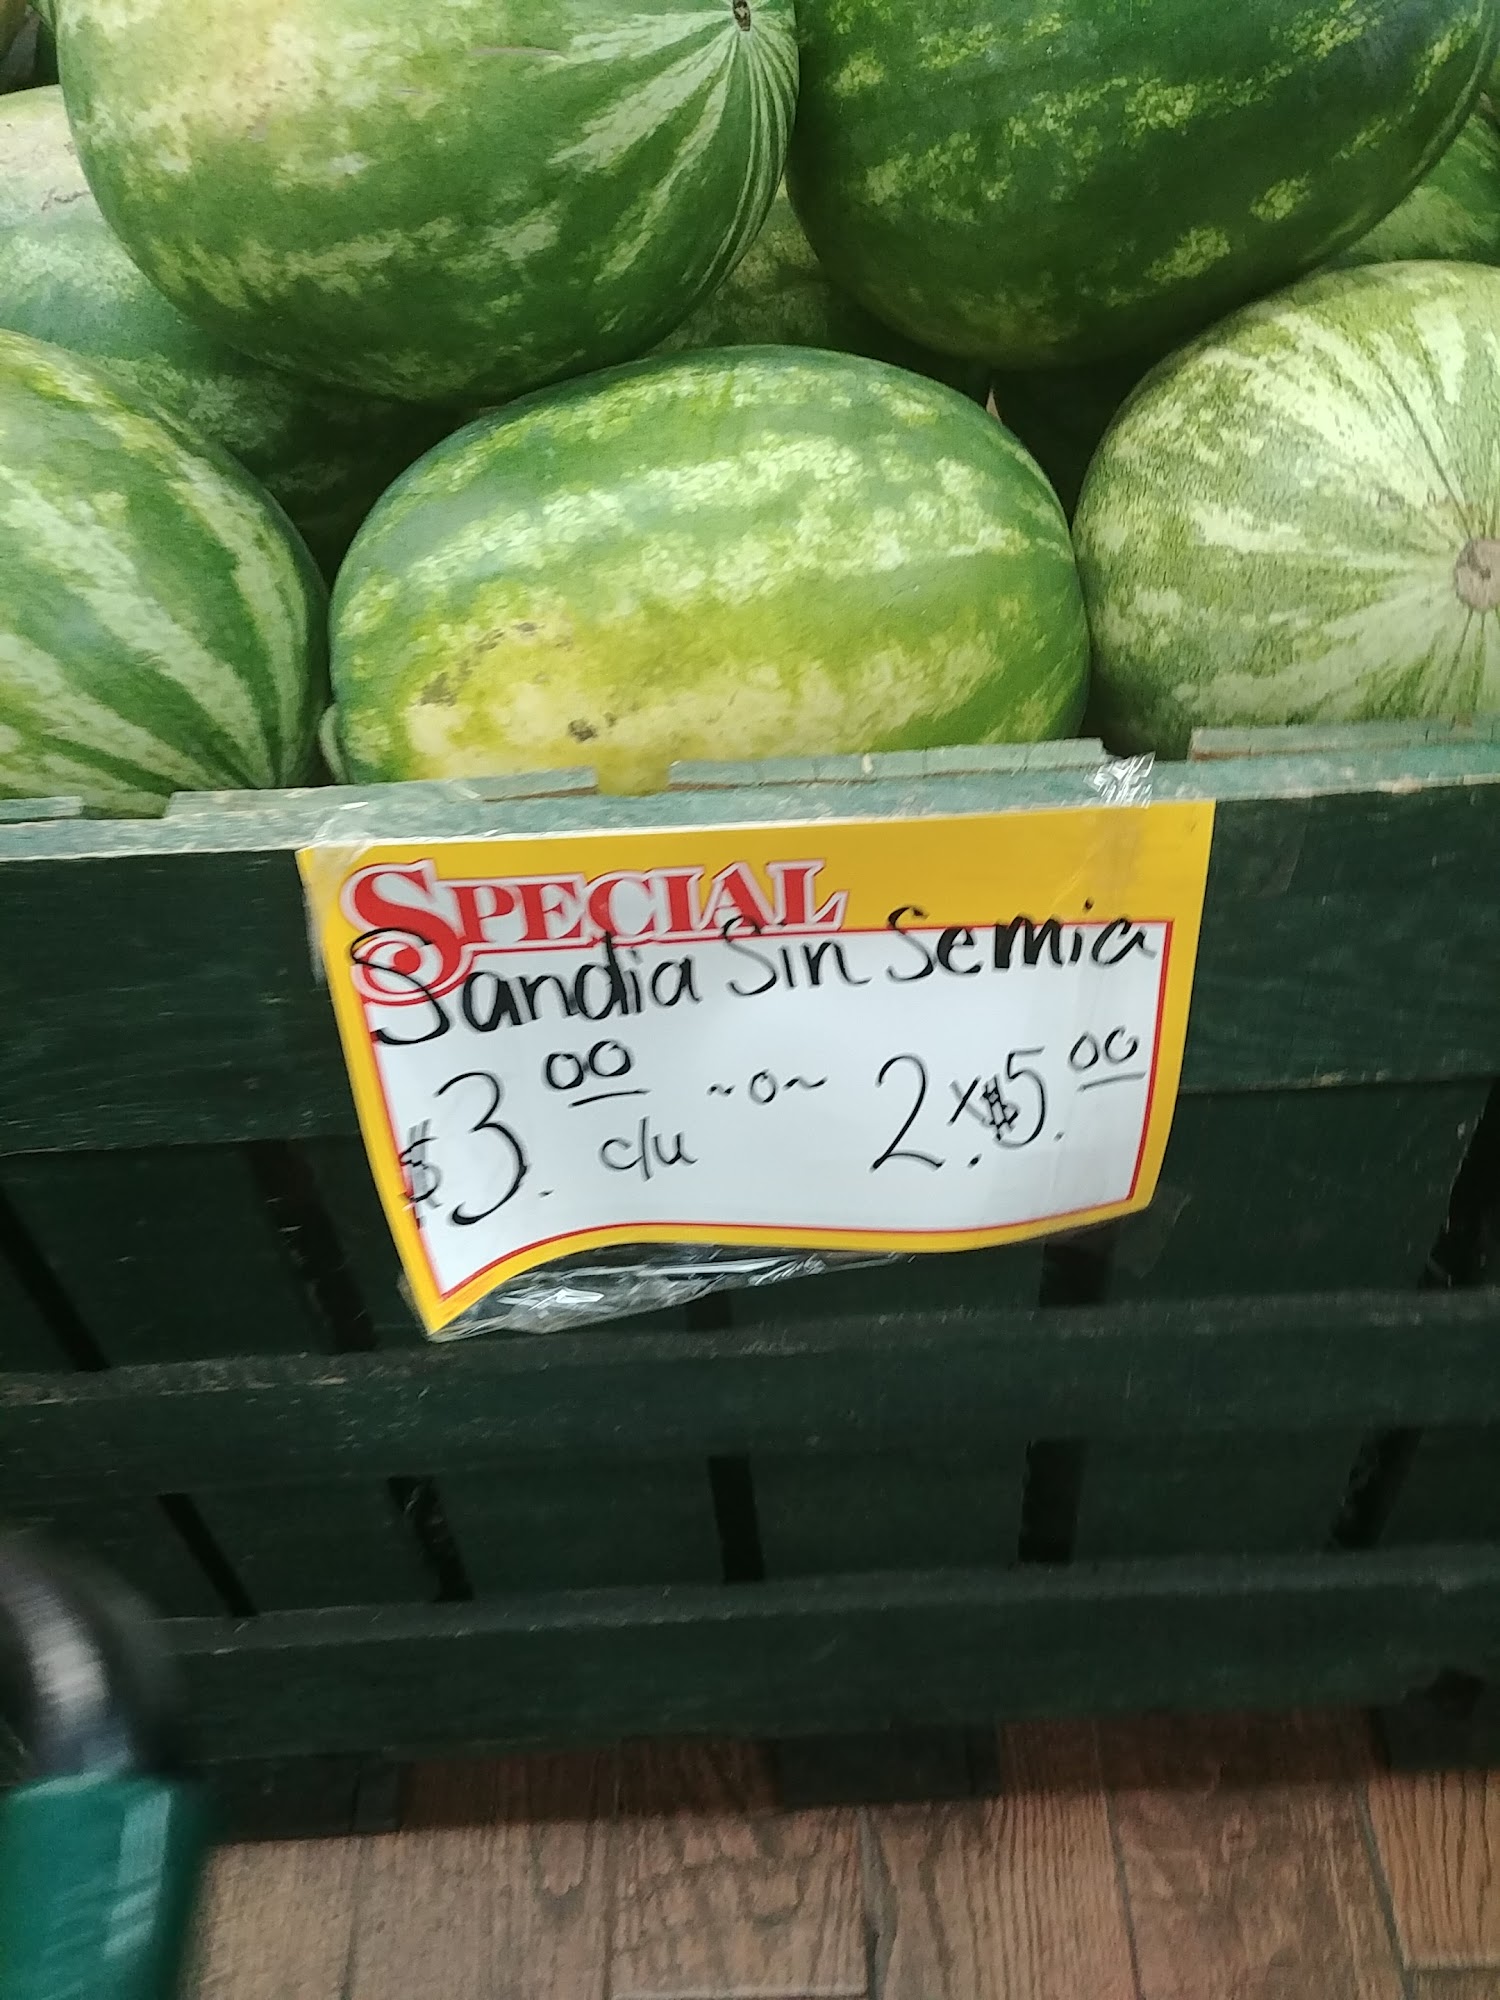 SPECIAL
Sandia Sin Semia
$3.00 c/u ~o~ 2x$5.00